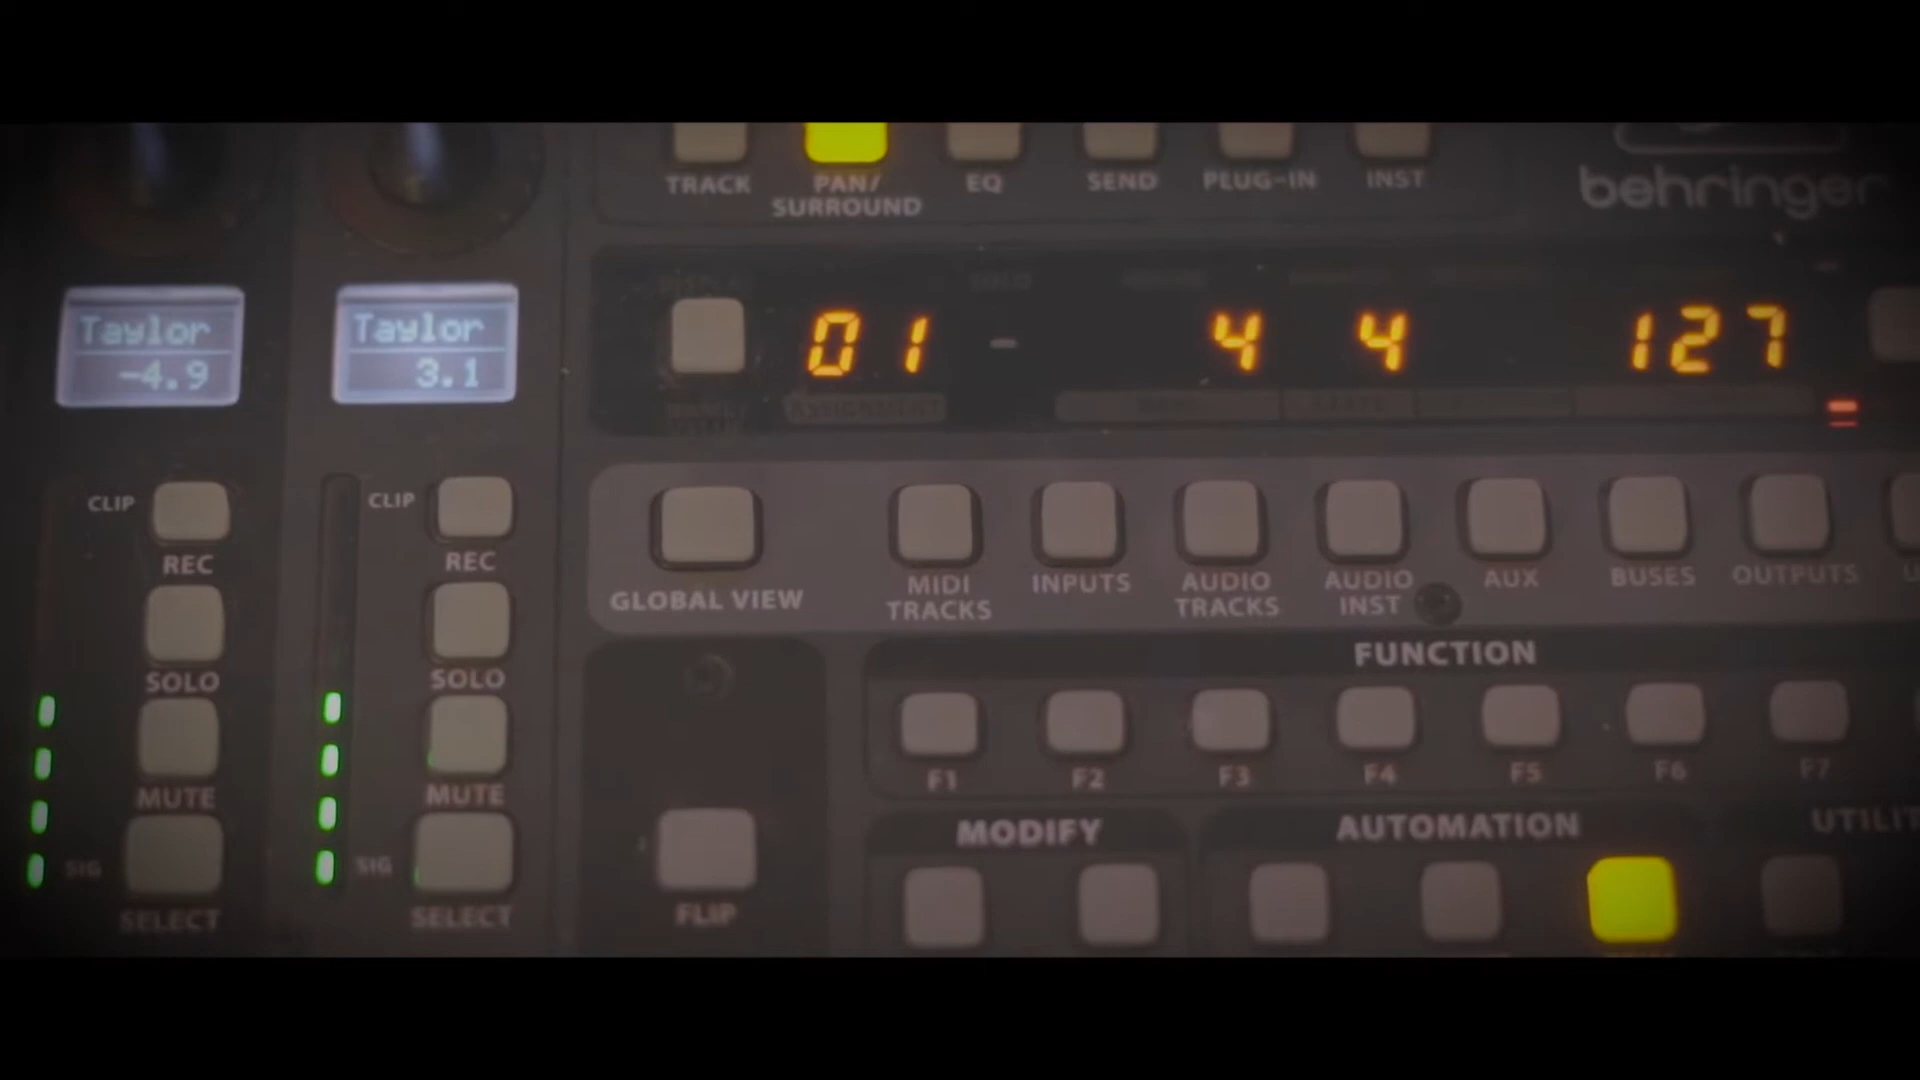 TRACK
PAN/
SURROUND
EQ
SEND
PLUG-IN
INST
behringer
Taylor
-4.9
Taylor
3.1
01 - 4 4 127
ASSIGNMENT
CLIP
REC
CLIP
REC
GLOBAL VIEW
MIDI
TRACKS
INPUTS
AUDIO
TRACKS
AUDIO
INST
AUX
BUSES
OUTPUTS
SOLO
SOLO
FUNCTION
MUTE
MUTE
F1
F2
F3
F4
F5
F6
F7
MODIFY
AUTOMATION
SIG
SIG
SELECT
SELECT
FLIP